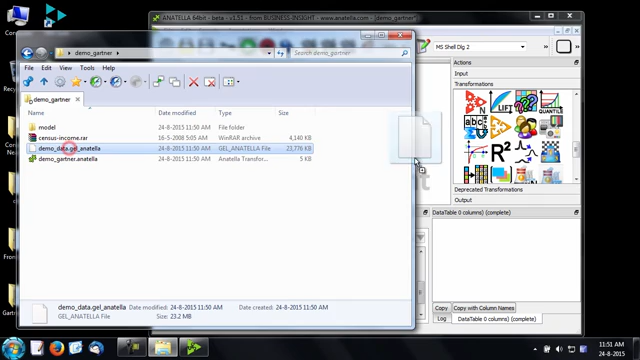 ANATELLA 64bit - beta - v1.51 - from BUSINESS-INSIGHT - www.anatella.com - [demo_gartner*
demo_gartner
Search demo_gartner
MS Shell Dlg 2
File Edit View Tools Help
Actions
Input
Transformations
demo_gartner
Name Date modified Type Size
model 24-8-2015 11:50 AM File folder
census-income.rar 16-5-2008 5:05 AM WinRAR archive 4,140 KB
demo_data.gel_anatella 24-8-2015 11:50 AM GEL_ANATELLA File 23,776 KB
demo_gartner.anatella 24-8-2015 11:50 AM Anatella Transfor... 5 KB
QUANTILE
R²
Deprecated Transformations
Output
DataTable 0 columns) (complete)
demo_data.gel_anatella Date modified: 24-8-2015 11:50 AM Date created: 24-8-2015 11:50 AM
GEL_ANATELLA File Size: 23.2 MB
Copy Copy with Column Names
Log DataTable 0 columns) (complete)
11:51 AM
24-8-2015